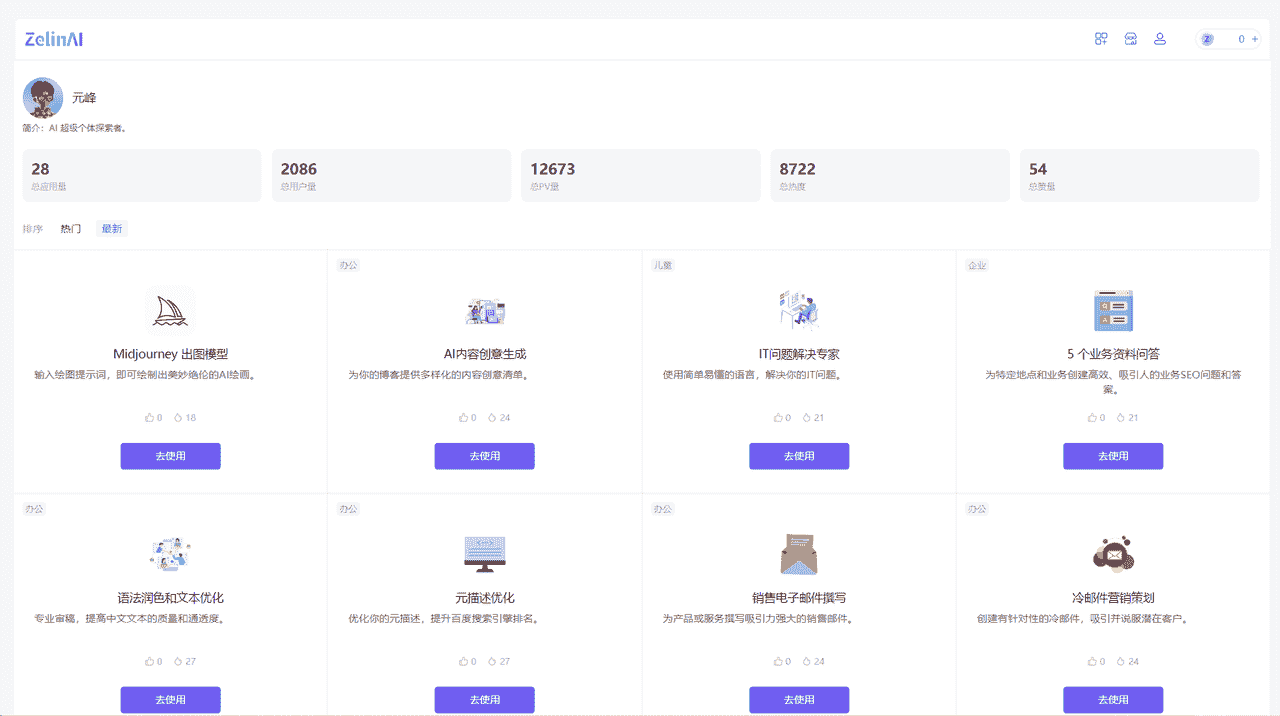 ZelinAI
0 +
元峰
简介：AI 超级个体探索者。
28
总应用量
2086
总用户量
12673
总PV量
8722
总热度
54
总赞量
排序 热门 最新
Midjourney 出图模型
输入绘图提示词，即可绘制出美妙绝伦的AI绘画。
0 18
去使用
办公
AI内容创意生成
为你的博客提供多样化的内容创意清单。
0 24
去使用
儿童
IT问题解决专家
使用简单易懂的语言，解决你的IT问题。
0 21
去使用
企业
5 个业务资料问答
为特定地点和业务创建高效、吸引人的业务SEO问题和答
案。
0 21
去使用
办公
语法润色和文本优化
专业审稿，提高中文文本的质量和通透度。
0 27
去使用
办公
元描述优化
优化你的元描述，提升百度搜索引擎排名。
0 27
去使用
办公
销售电子邮件撰写
为产品或服务撰写吸引力强大的销售邮件。
0 24
去使用
办公
冷邮件营销策划
创建有针对性的冷邮件，吸引并说服潜在客户。
0 24
去使用